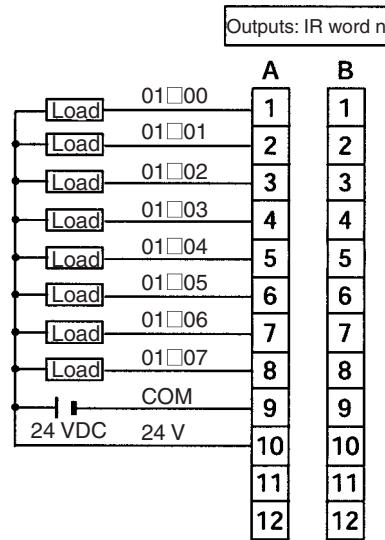 Outputs: IR word n
A B
01□00
Load 1 1
01□01
Load 2 2
01□02
Load 3 3
01□03
Load 4 4
01□04
Load 5 5
01□05
Load 6 6
01□06
Load 7 7
01□07
Load 8 8
COM
9 9
24 VDC 24 V
10 10
11 11
12 12